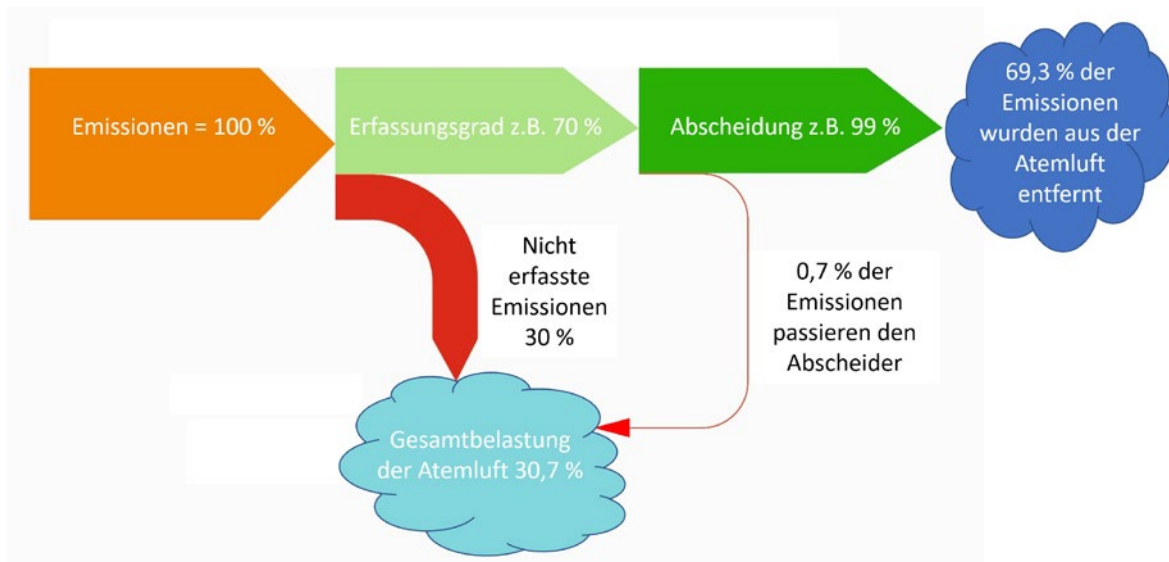 Emissionen = 100 %
Erfassungsgrad z.B. 70 %
Abscheidung z.B. 99 %
69,3 % der
Emissionen
wurden aus der
Atemluft
entfernt
Nicht
erfasste
Emissionen
30 %
0,7 % der
Emissionen
passieren den
Abscheider
Gesamtbelastung
der Atemluft 30,7 %